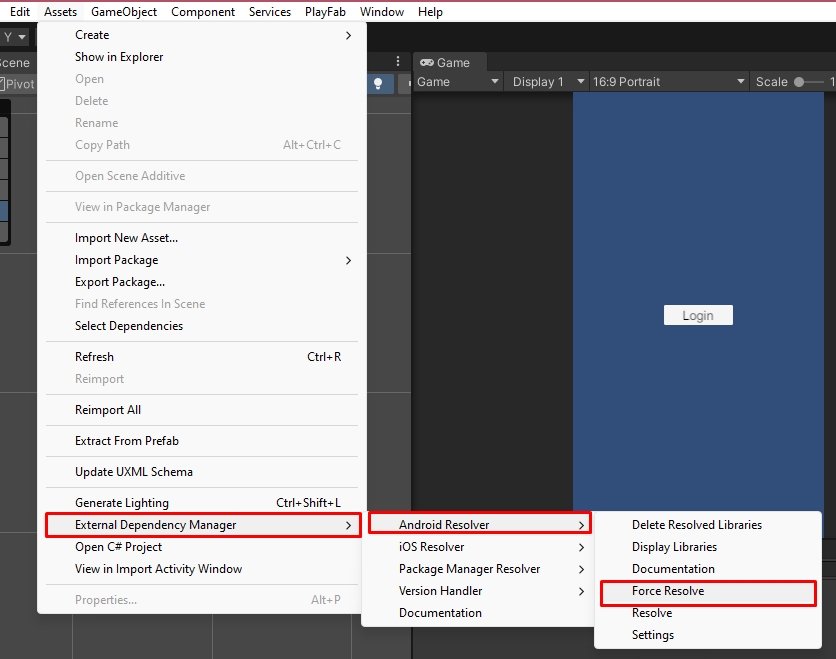 Edit Assets GameObject Component Services PlayFab Window Help
Y
Scene
Pivot
Game
Game Display 1 16:9 Portrait Scale 1
Create
Show in Explorer
Open
Delete
Rename
Copy Path Alt+Ctrl+C
Open Scene Additive
View in Package Manager
Import New Asset...
Import Package
Export Package...
Find References In Scene
Select Dependencies
Refresh Ctrl+R
Reimport
Reimport All
Extract From Prefab
Update UXML Schema
Generate Lighting Ctrl+Shift+L
External Dependency Manager
Open C# Project
View in Import Activity Window
Properties... Alt+P
Login
Android Resolver
iOS Resolver
Package Manager Resolver
Version Handler
Documentation
Delete Resolved Libraries
Display Libraries
Documentation
Force Resolve
Resolve
Settings